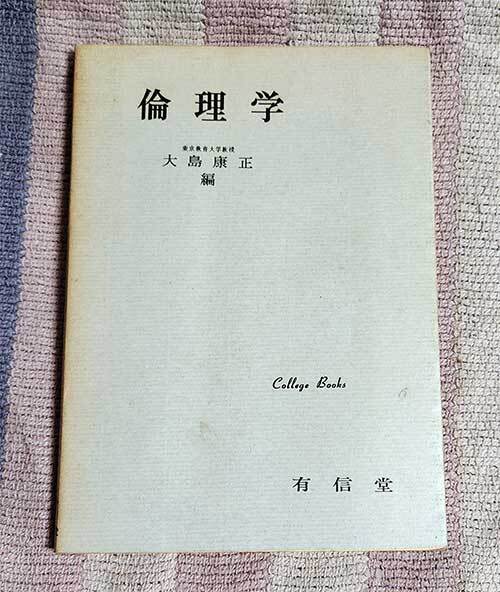 倫理学
東京教育大学教授
大島康正
編
College Books
有信堂